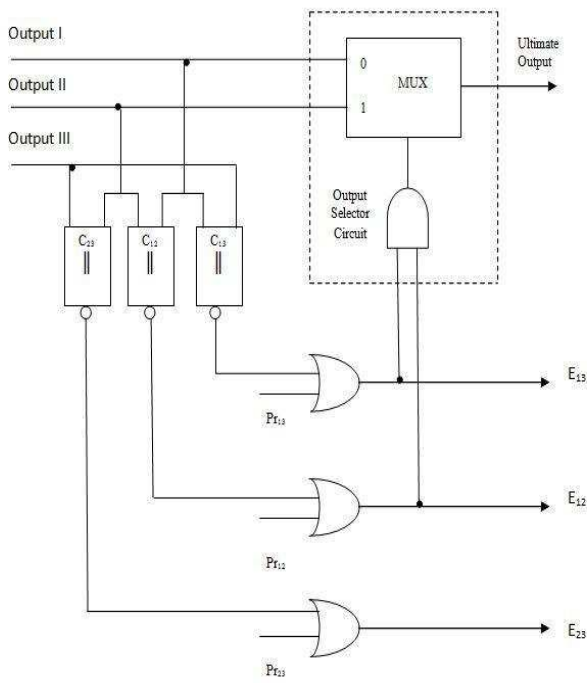 Output I
Ultimate
Output
0
MUX
Output II
1
Output III
Output
Selector
Circuit
C₂₃
C₁₂
C₁₃
||
||
||
E₁₃
Pr₁₃
E₁₂
Pr₁₂
E₂₃
Pr₂₃